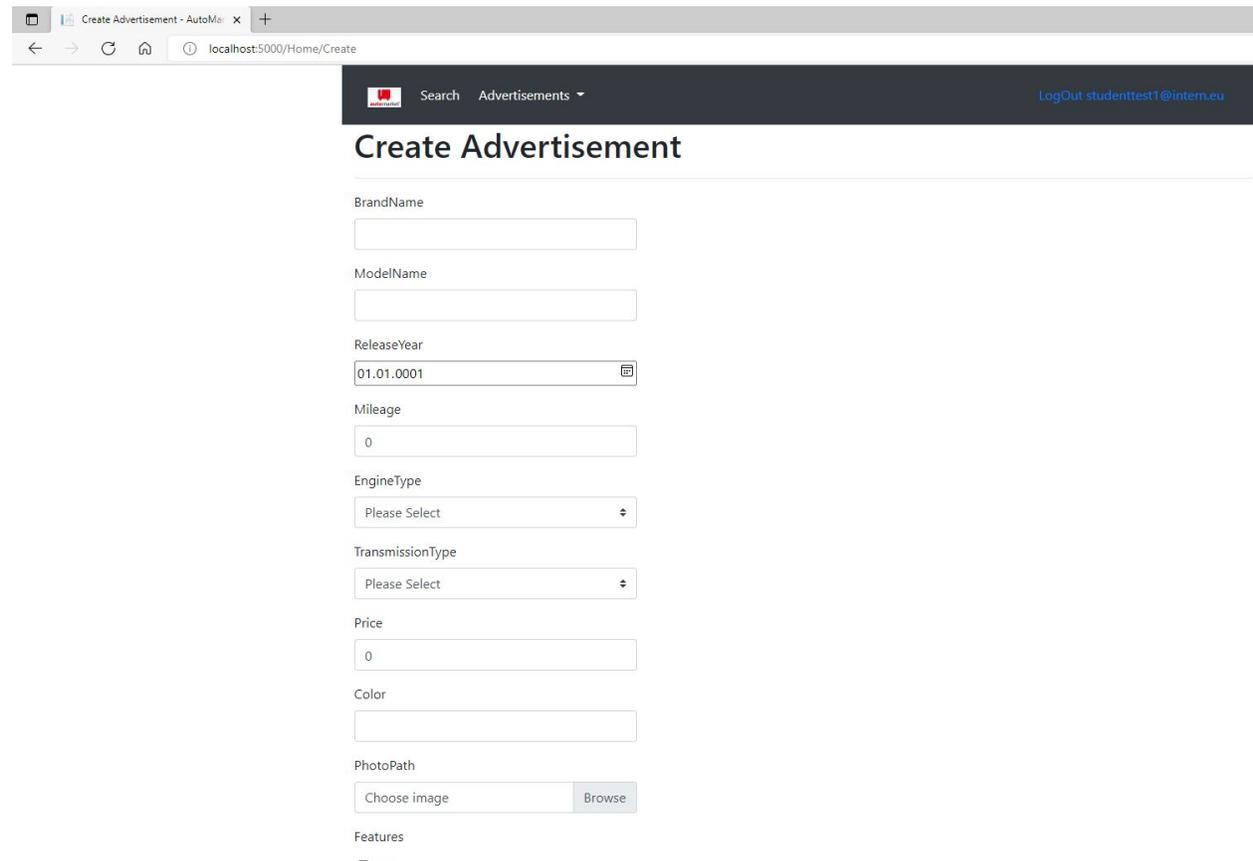 Create Advertisement - AutoMa
localhost:5000/Home/Create
automarket
Search Advertisements LogOut studenttest1@intern.eu
Create Advertisement
BrandName
ModelName
ReleaseYear
01.01.0001
Mileage
0
EngineType
Please Select
TransmissionType
Please Select
Price
0
Color
PhotoPath
Choose image Browse
Features